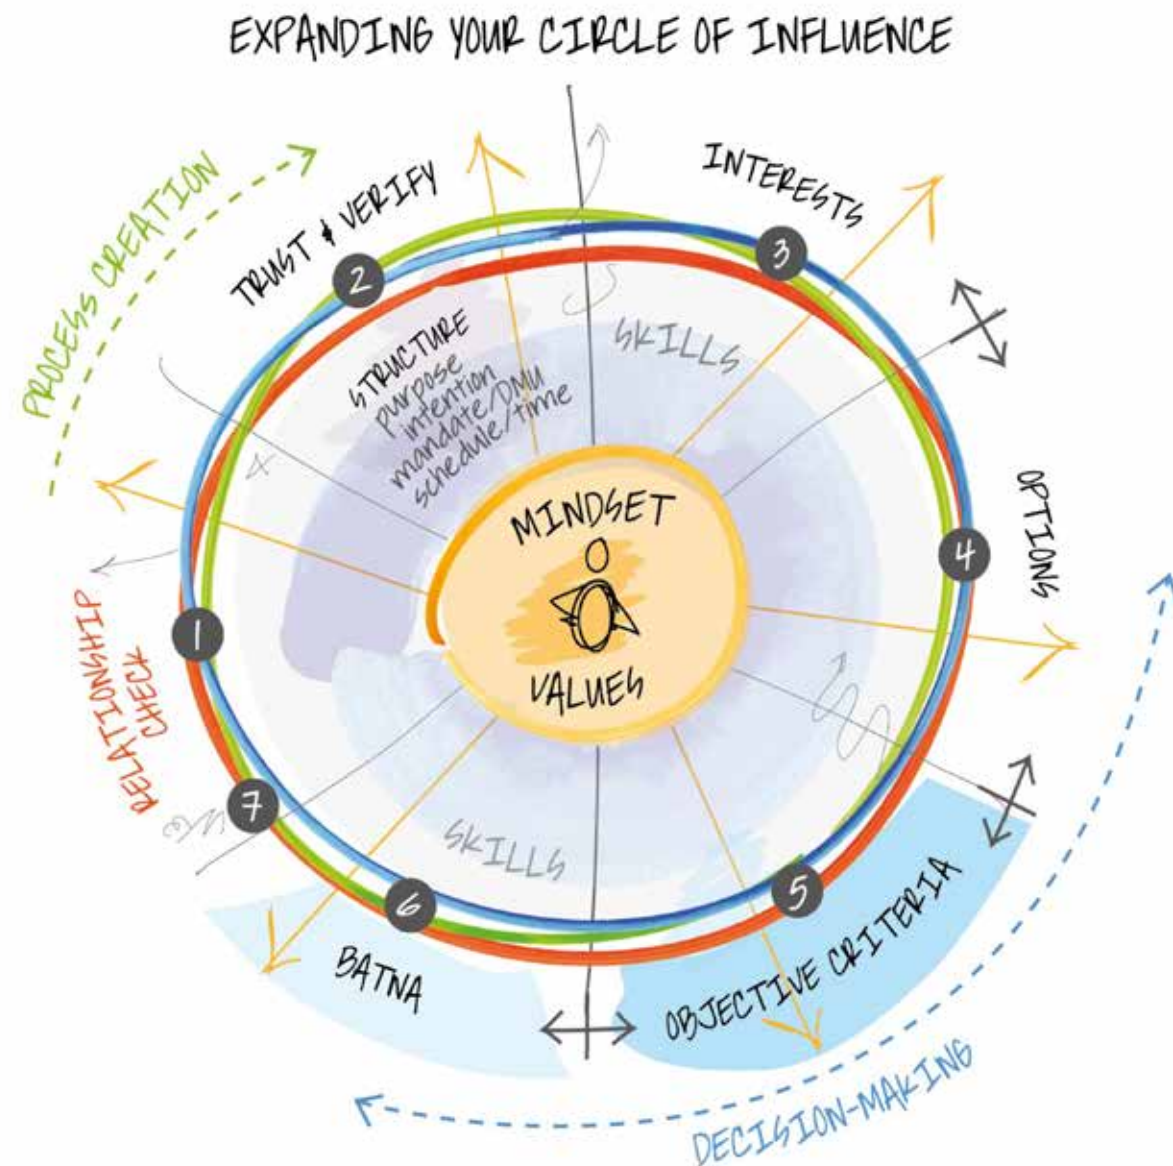 EXPANDING YOUR CIRCLE OF INFLUENCE
PROCESS CREATION
TRUST & VERIFY
2
INTERESTS
3
STRUCTURE
purpose
intention
mandate/DMU
schedule/time
SKILLS
MINDSET
VALUES
OPTIONS
4
1
RELATIONSHIP
CHECK
7
SKILLS
6
BATNA
5
OBJECTIVE CRITERIA
DECISION-MAKING